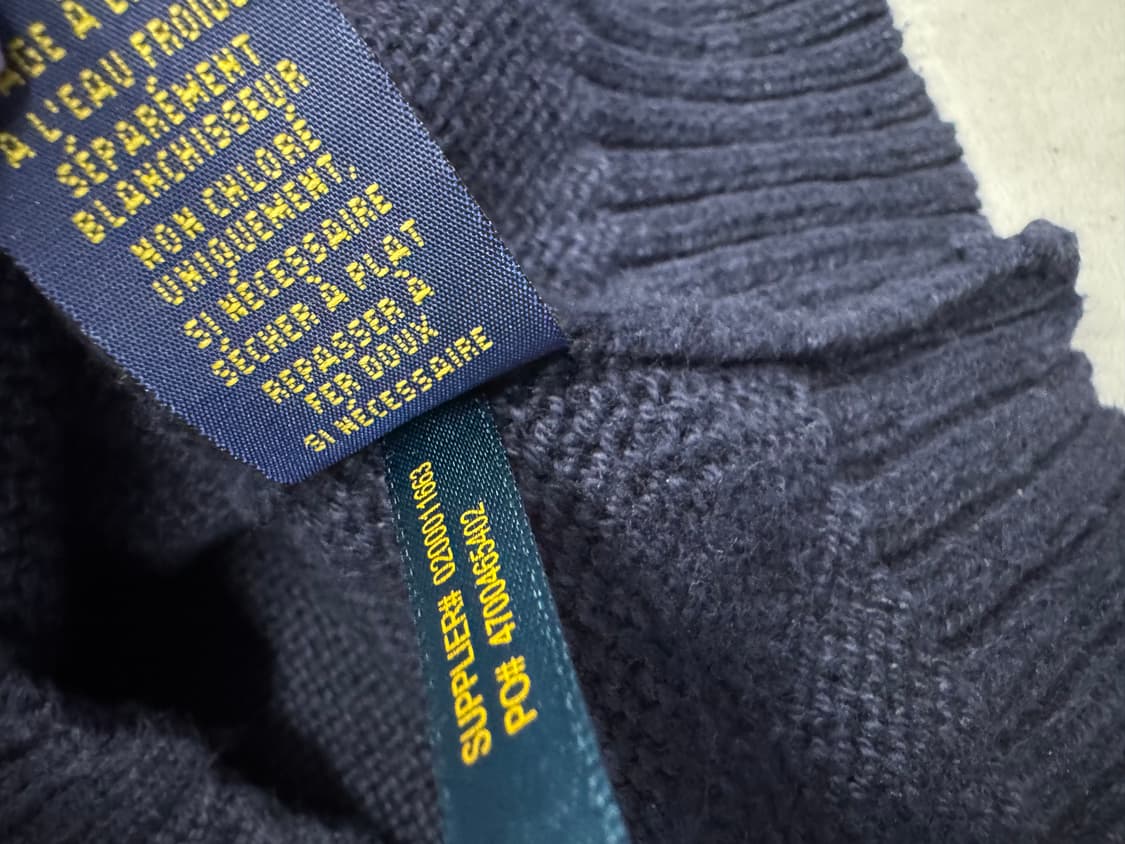 À L'EAU FROIDE
SÉPARÉMENT
BLANCHISSEUR
NON CHLORÉ
UNIQUEMENT,
SI NÉCESSAIRE
SÉCHER À PLAT
REPASSER À
FER DOUX
SI NÉCESSAIRE
SUPPLIER# 0200011663
PO# 4700465402